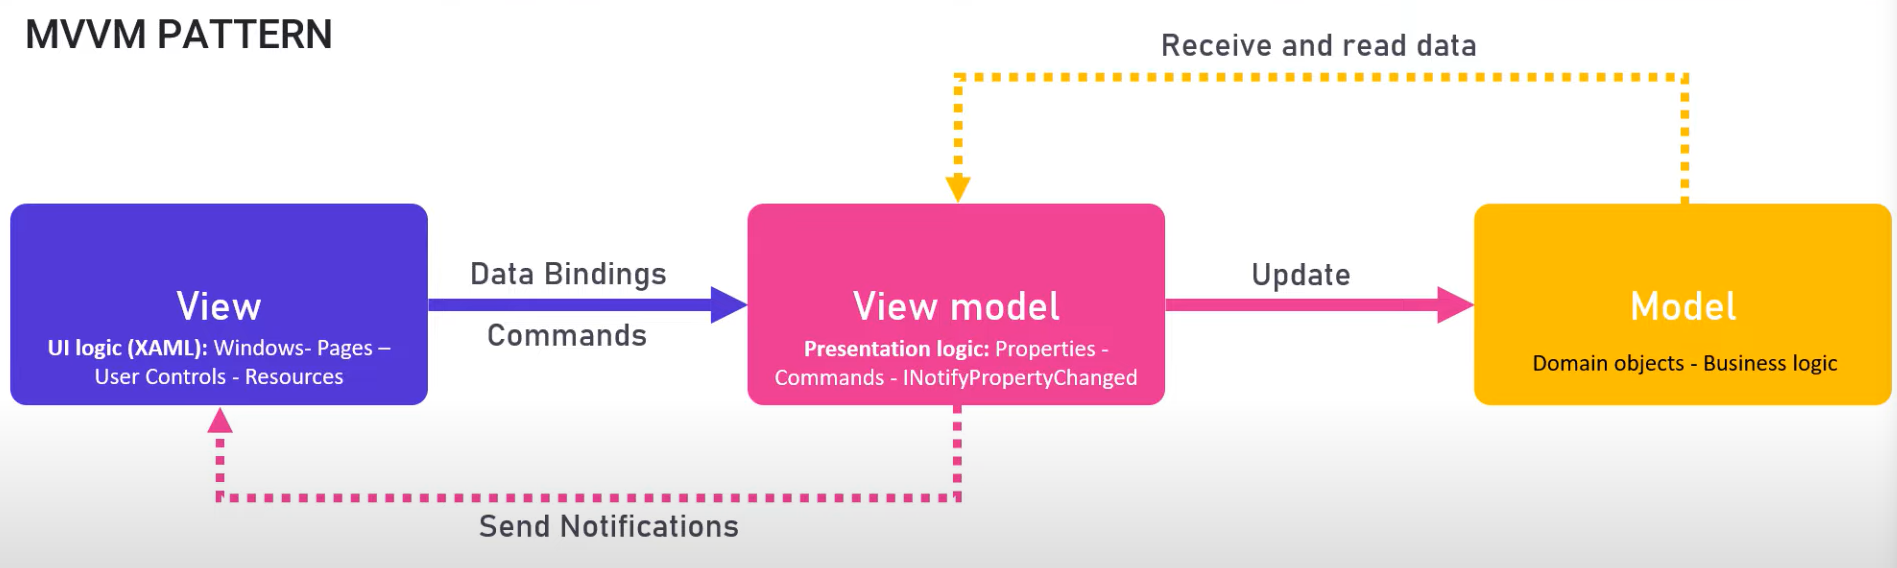 MVVM PATTERN
Receive and read data
Data Bindings
Commands
Update
View
UI logic (XAML): Windows- Pages –
User Controls - Resources
View model
Presentation logic: Properties -
Commands - INotifyPropertyChanged
Model
Domain objects - Business logic
Send Notifications